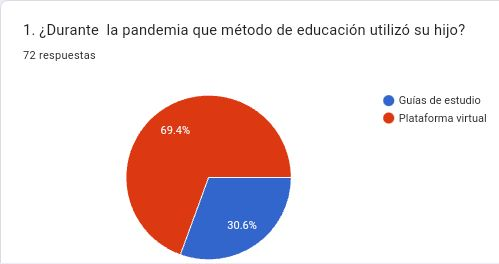 1. ¿Durante  la pandemia que método de educación utilizó su hijo?
72 respuestas
Guías de estudio
Plataforma virtual
69.4%
30.6%